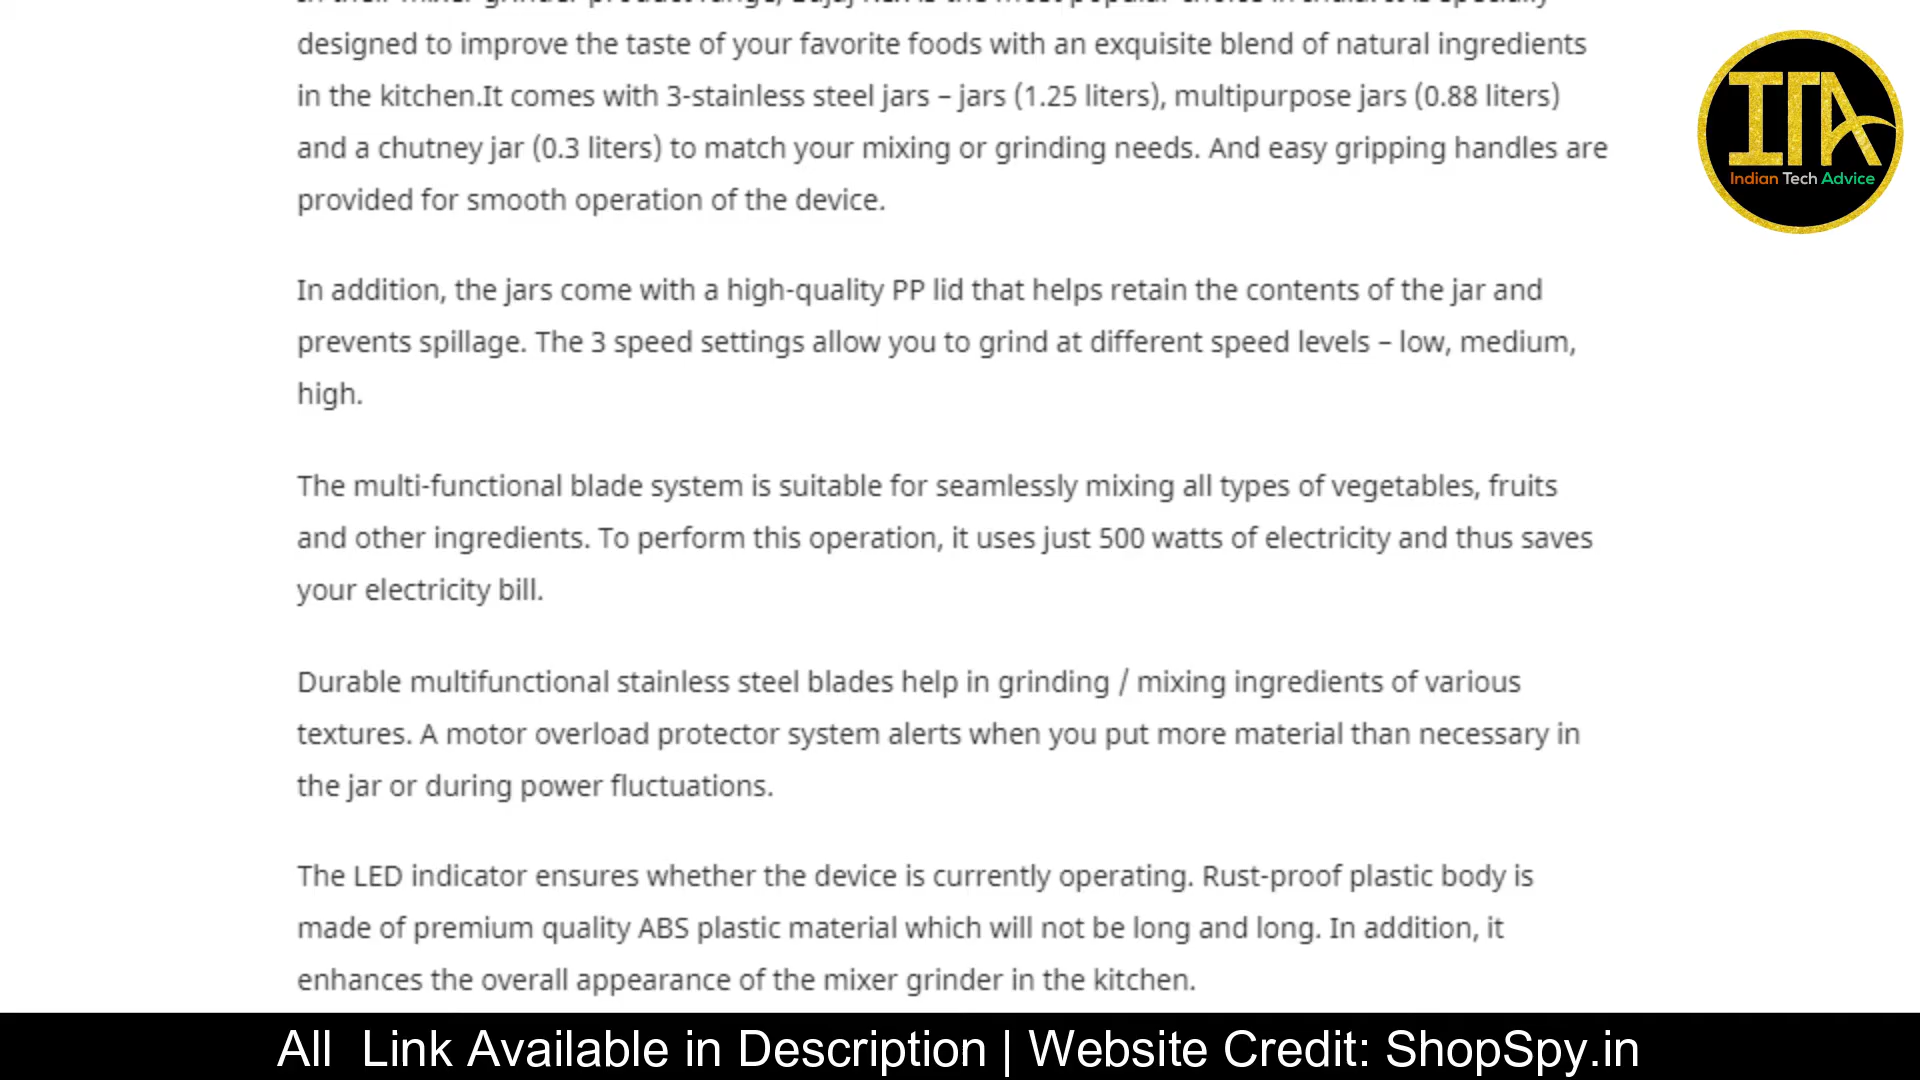 designed to improve the taste of your favorite foods with an exquisite blend of natural ingredients
in the kitchen.It comes with 3-stainless steel jars – jars (1.25 liters), multipurpose jars (0.88 liters)
and a chutney jar (0.3 liters) to match your mixing or grinding needs. And easy gripping handles are
provided for smooth operation of the device.
In addition, the jars come with a high-quality PP lid that helps retain the contents of the jar and
prevents spillage. The 3 speed settings allow you to grind at different speed levels – low, medium,
high.
The multi-functional blade system is suitable for seamlessly mixing all types of vegetables, fruits
and other ingredients. To perform this operation, it uses just 500 watts of electricity and thus saves
your electricity bill.
Durable multifunctional stainless steel blades help in grinding / mixing ingredients of various
textures. A motor overload protector system alerts when you put more material than necessary in
the jar or during power fluctuations.
The LED indicator ensures whether the device is currently operating. Rust-proof plastic body is
made of premium quality ABS plastic material which will not be long and long. In addition, it
enhances the overall appearance of the mixer grinder in the kitchen.
ITA
Indian Tech Advice
All  Link Available in Description | Website Credit: ShopSpy.in